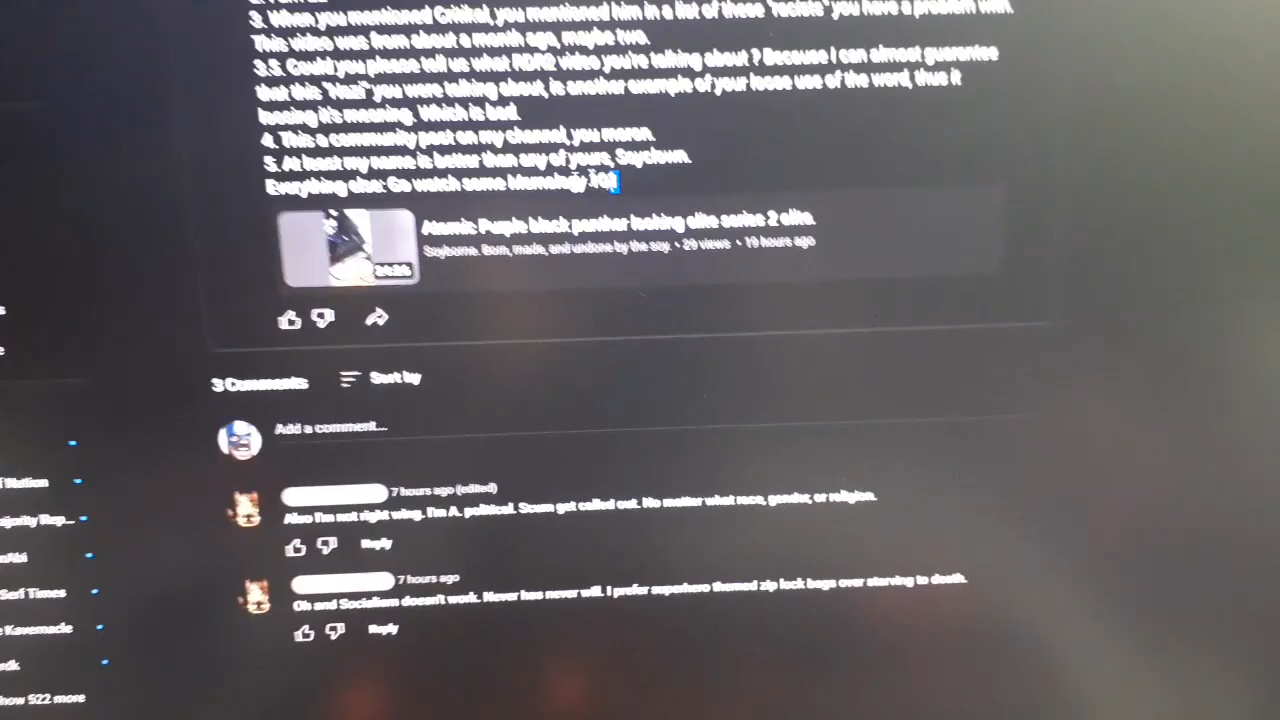 3. When you mentioned Critikal, you mentioned him in a list of these "racists" you have a problem with.
This video was from about a month ago, maybe two.
3.5. Could you please tell us what RDR2 video you're talking about ? Because I can almost guarantee
that this "Nazi" you were talking about, is another example of your loose use of the word, thus it
loosing it's meaning. Which is bad.
4. This a community post on my channel, you moron.
5. At least my name is better than any of yours, Soyclown.
Everything else: Go watch some Memology 101
Atomic Purple black panther looking elite series 2 elite.
Soyborne. Born, made, and undone by the soy. • 29 views • 19 hours ago
3 Comments
Sort by
Add a comment...
7 hours ago (edited)
Also I'm not right wing. I'm A. political. Scum get called out. No matter what race, gender, or religion.
Reply
7 hours ago
Oh and Socialism doesn't work. Never has never will. I prefer superhero themed zip lock bags over starving to death.
Reply
f Nation
ajority Rep...
nAbi
Serf Times
e Kavernacle
how 522 more